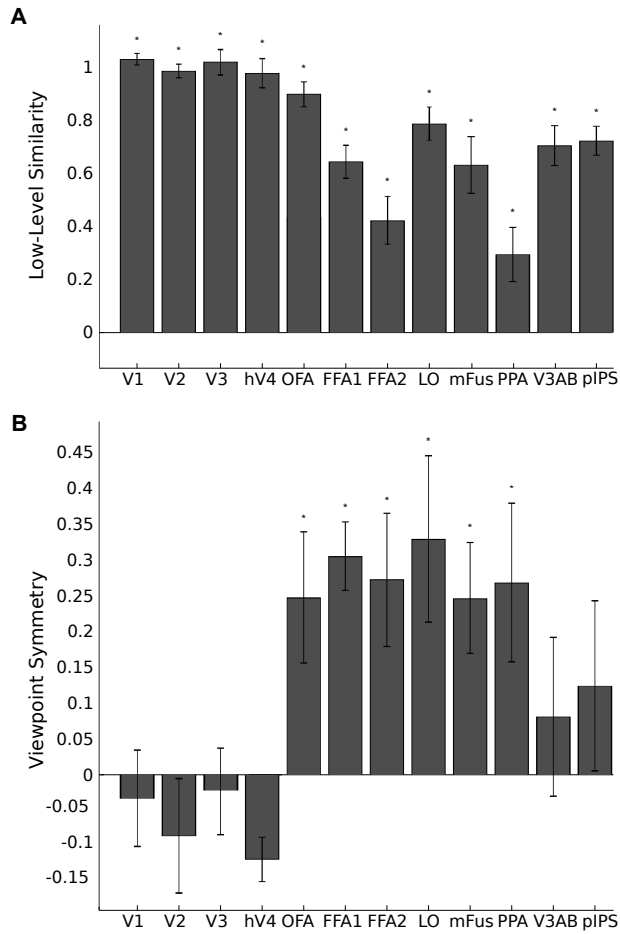 A
Low-Level Similarity
1
0.8
0.6
0.4
0.2
0
* * * * * * * * * * * *
V1 V2 V3 hV4 OFA FFA1 FFA2 LO mFus PPA V3AB pIPS
B
Viewpoint Symmetry
0.45
0.4
0.35
0.3
0.25
0.2
0.15
0.1
0.05
0
-0.05
-0.1
-0.15
* * * * * *
V1 V2 V3 hV4 OFA FFA1 FFA2 LO mFus PPA V3AB pIPS